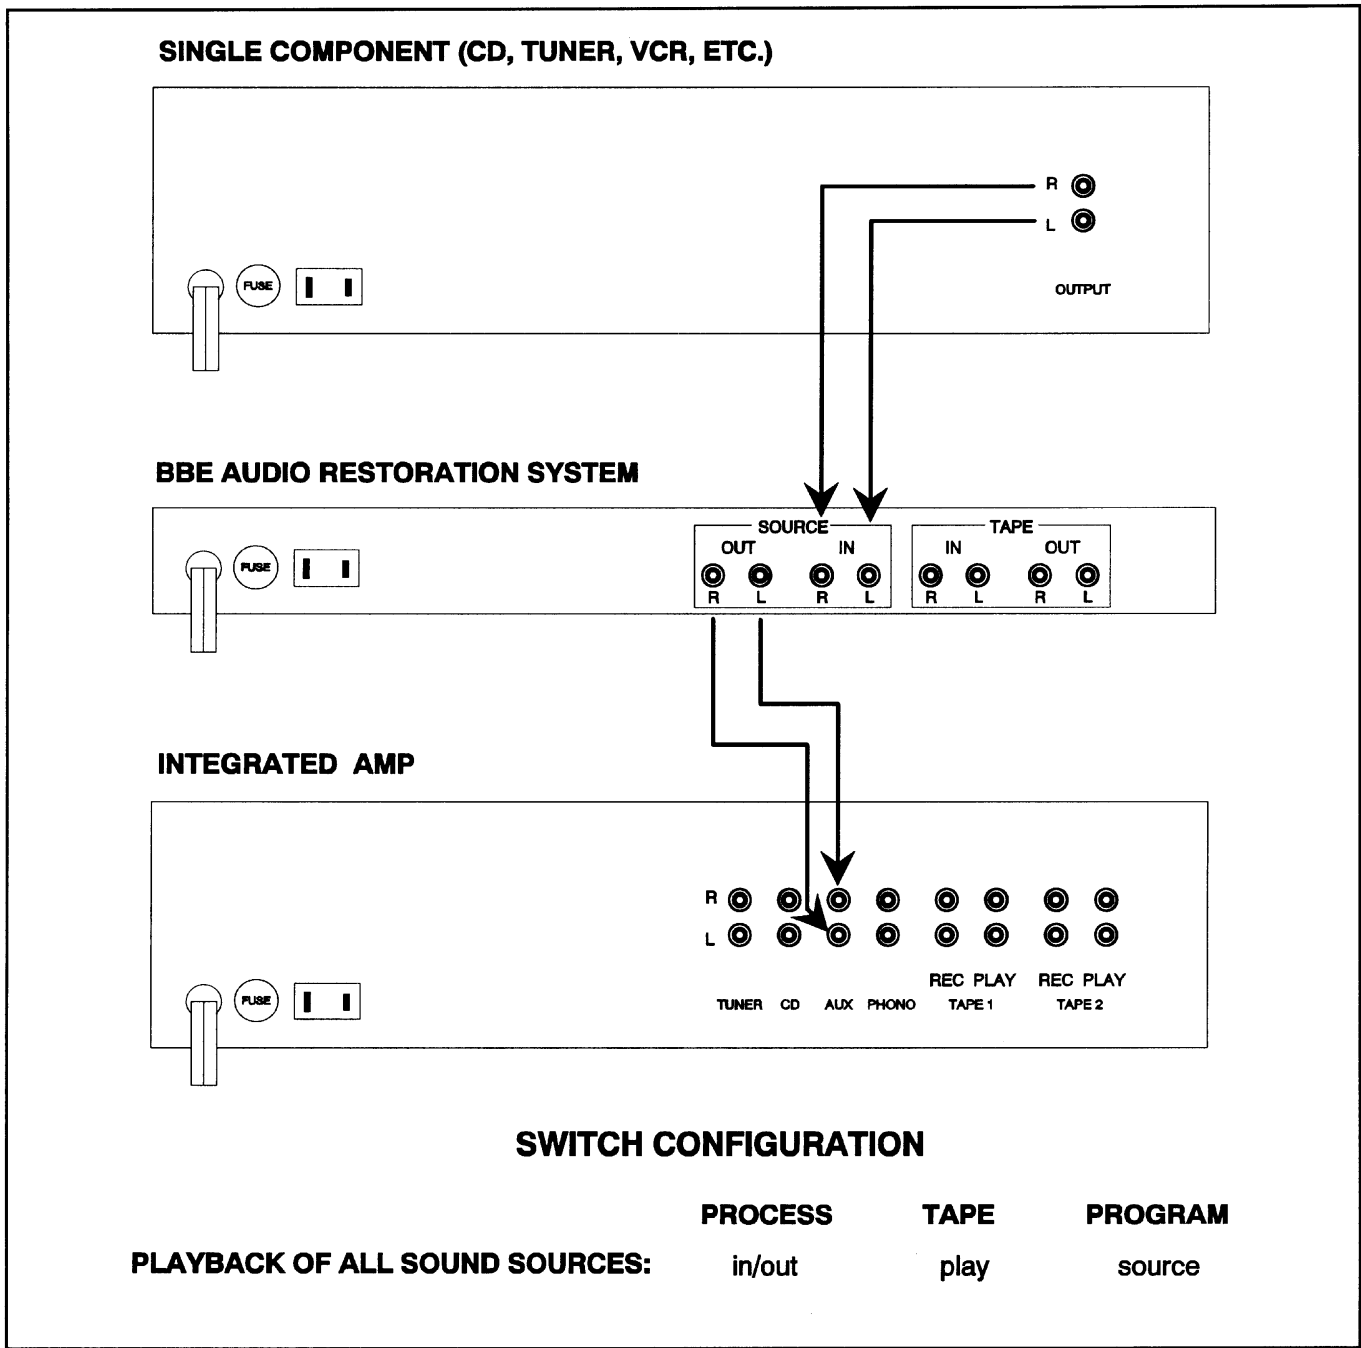 SINGLE COMPONENT (CD, TUNER, VCR, ETC.)
R
L
FUSE
OUTPUT
BBE AUDIO RESTORATION SYSTEM
SOURCE TAPE
OUT IN IN OUT
FUSE
R L R L R L R L
INTEGRATED AMP
R
L
REC PLAY REC PLAY
FUSE
TUNER CD AUX PHONO TAPE 1 TAPE 2
SWITCH CONFIGURATION
PROCESS TAPE PROGRAM
PLAYBACK OF ALL SOUND SOURCES: in/out play source